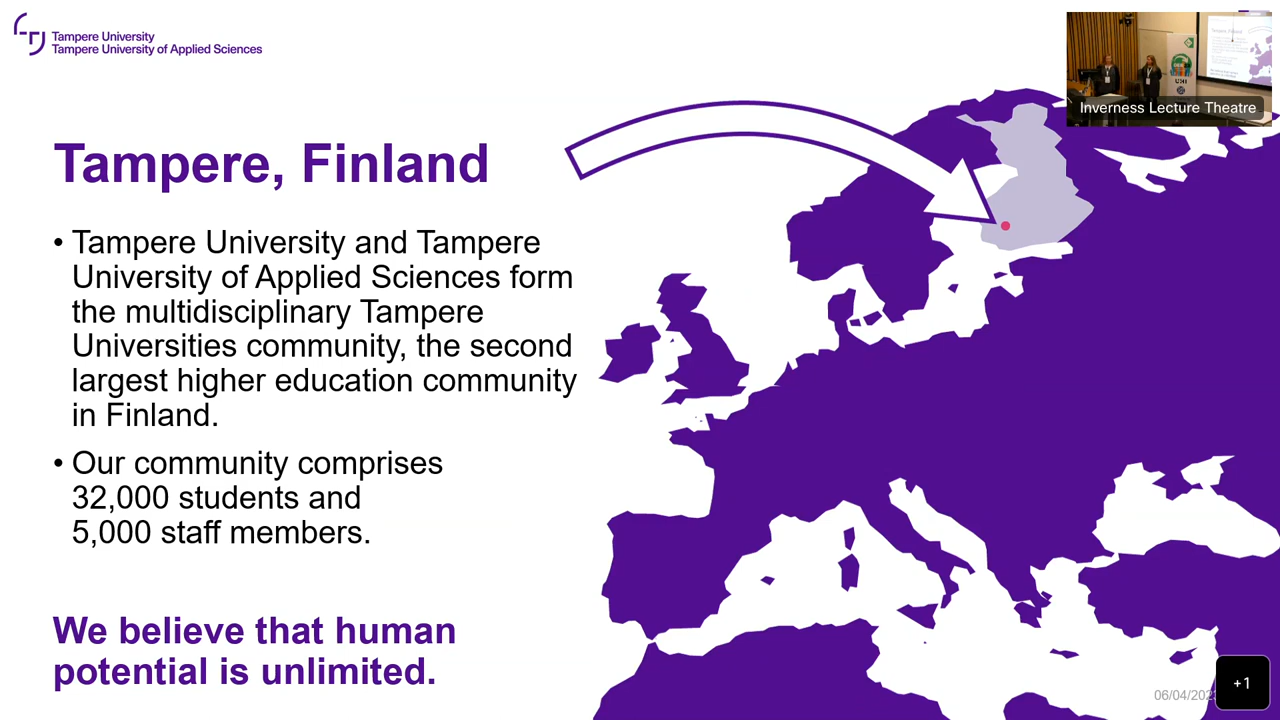 Tampere University
Tampere University of Applied Sciences
Inverness Lecture Theatre
Tampere, Finland
• Tampere University and Tampere
University of Applied Sciences form
the multidisciplinary Tampere
Universities community, the second
largest higher education community
in Finland.
• Our community comprises
32,000 students and
5,000 staff members.
We believe that human
potential is unlimited.
+1